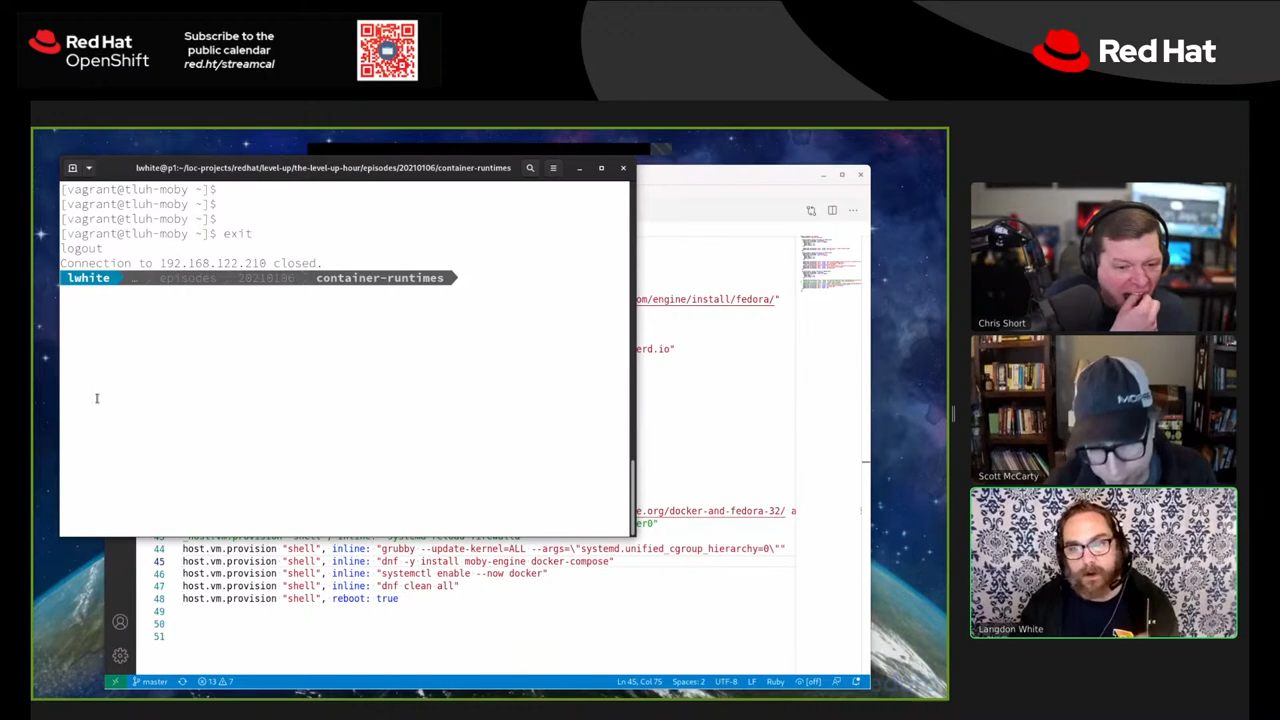 Red Hat
OpenShift
Subscribe to the
public calendar
red.ht/streamcal
Red Hat
lwhite@p1:~/loc-projects/redhat/level-up/the-level-up-hour/episodes/20210106/container-runtimes
[vagrant@tluh-moby ~]$
[vagrant@tluh-moby ~]$
[vagrant@tluh-moby ~]$
[vagrant@tluh-moby ~]$ exit
logout
Connection to 192.168.122.210 closed.
lwhite … episodes 20210106 container-runtimes
om/engine/install/fedora/"
erd.io"
e.org/docker-and-fedora-32/ a
er0"
44 host.vm.provision "shell", inline: "grubby --update-kernel=ALL --args=\"systemd.unified_cgroup_hierarchy=0\""
45 host.vm.provision "shell", inline: "dnf -y install moby-engine docker-compose"
46 host.vm.provision "shell", inline: "systemctl enable --now docker"
47 host.vm.provision "shell", inline: "dnf clean all"
48 host.vm.provision "shell", reboot: true
49
50
51
master
13 7
Ln 45, Col 75
Spaces: 2
UTF-8
LF
Ruby
[off]
Chris Short
Scott McCarty
Langdon White